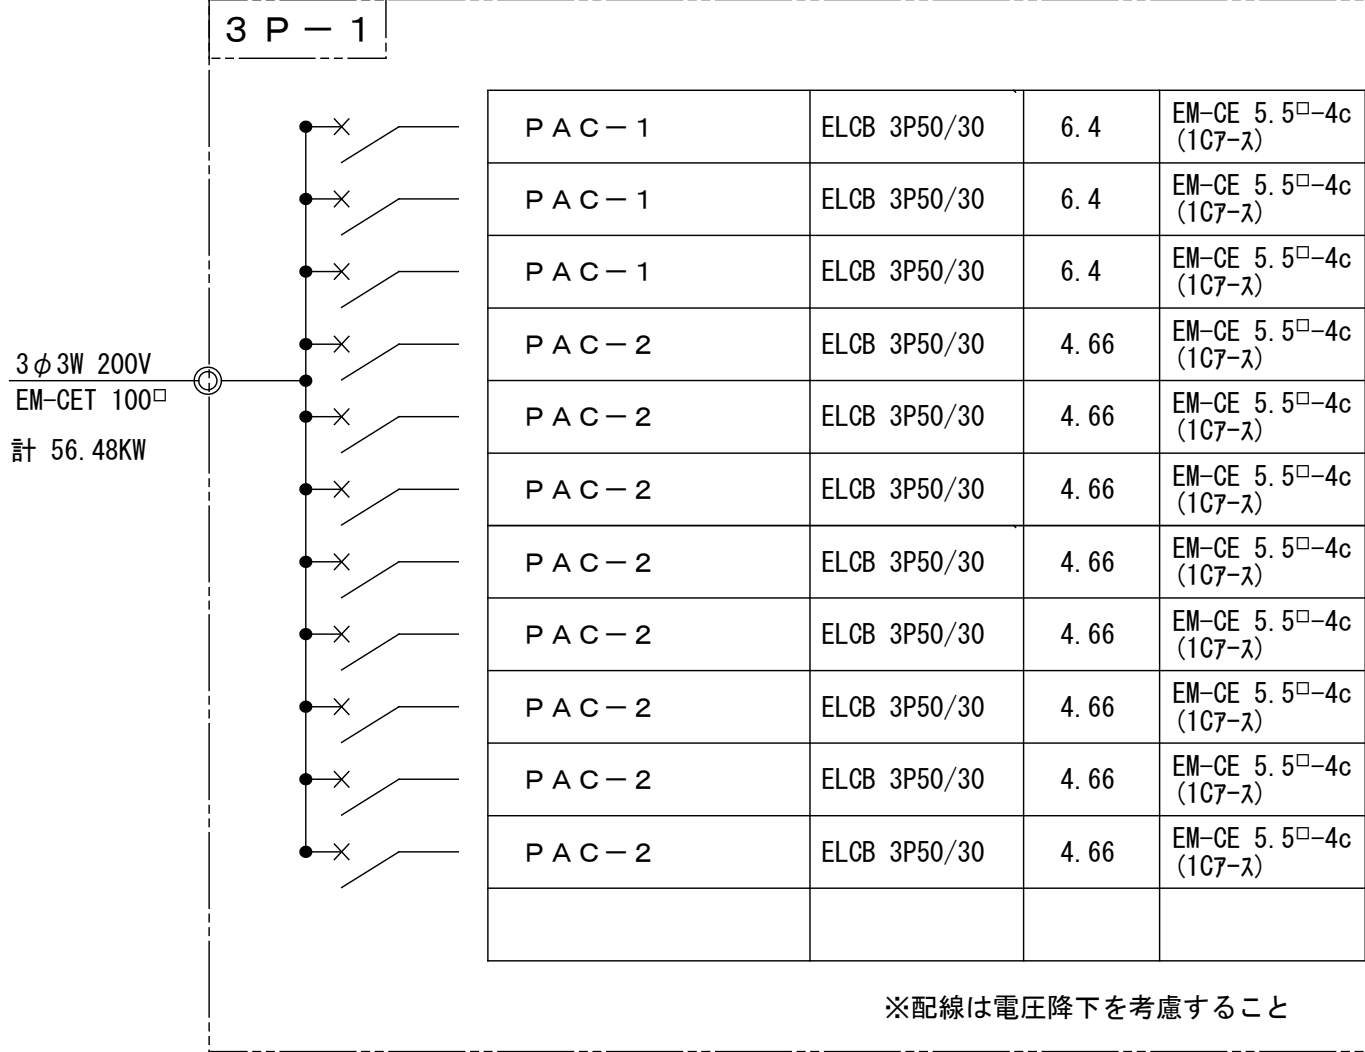 ３Ｐ－１
ＰＡＣ－１ ELCB 3P50/30 6.4 EM-CE 5.5□-4c
(1Cｱｰｽ)
ＰＡＣ－１ ELCB 3P50/30 6.4 EM-CE 5.5□-4c
(1Cｱｰｽ)
ＰＡＣ－１ ELCB 3P50/30 6.4 EM-CE 5.5□-4c
(1Cｱｰｽ)
ＰＡＣ－２ ELCB 3P50/30 4.66 EM-CE 5.5□-4c
(1Cｱｰｽ)
3φ3W 200V
EM-CET 100□
計 56.48KW
ＰＡＣ－２ ELCB 3P50/30 4.66 EM-CE 5.5□-4c
(1Cｱｰｽ)
ＰＡＣ－２ ELCB 3P50/30 4.66 EM-CE 5.5□-4c
(1Cｱｰｽ)
ＰＡＣ－２ ELCB 3P50/30 4.66 EM-CE 5.5□-4c
(1Cｱｰｽ)
ＰＡＣ－２ ELCB 3P50/30 4.66 EM-CE 5.5□-4c
(1Cｱｰｽ)
ＰＡＣ－２ ELCB 3P50/30 4.66 EM-CE 5.5□-4c
(1Cｱｰｽ)
ＰＡＣ－２ ELCB 3P50/30 4.66 EM-CE 5.5□-4c
(1Cｱｰｽ)
ＰＡＣ－２ ELCB 3P50/30 4.66 EM-CE 5.5□-4c
(1Cｱｰｽ)
※配線は電圧降下を考慮すること